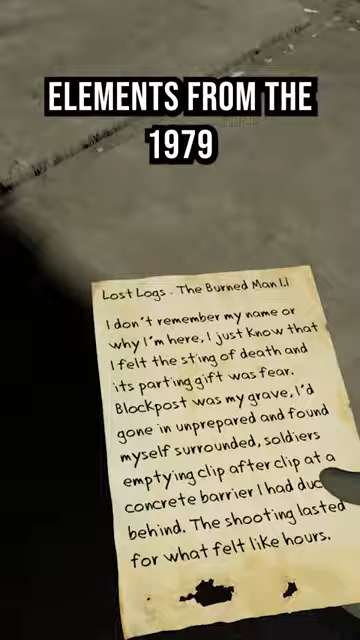 ELEMENTS FROM THE
1979
Lost Logs - The Burned Man 1.1
I don't remember my name or
why I'm here, I just know that
I felt the sting of death and
its parting gift was fear.
Blockpost was my grave, I'd
gone in unprepared and found
myself surrounded, soldiers
emptying clip after clip at a
concrete barrier I had
behind. The shooting lasted
for what felt like hours.